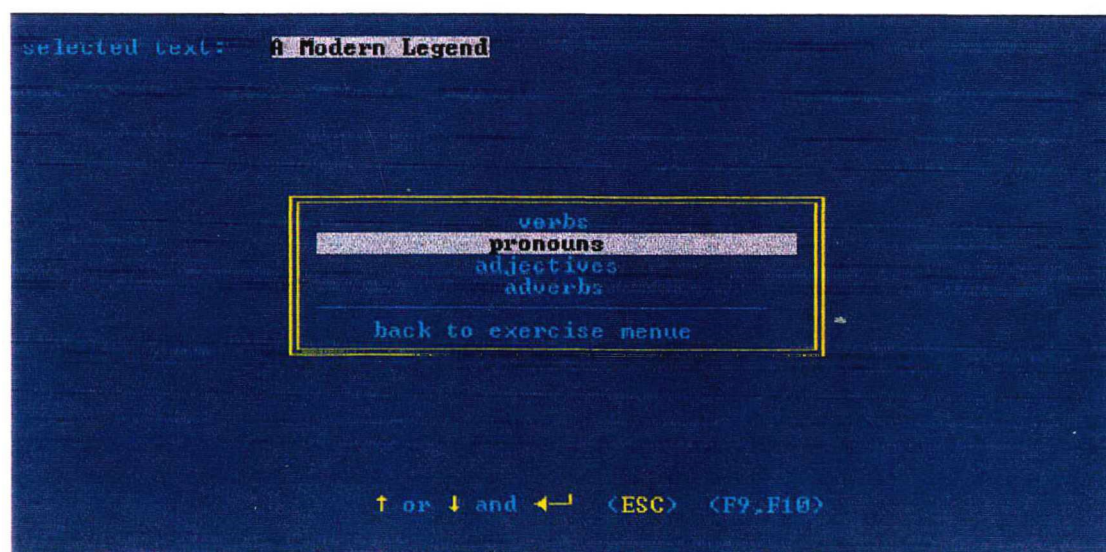 selected text: A Modern Legend
verbs
pronouns
adjectives
adverbs
back to exercise menue
↑ or ↓ and ◄─┘ <ESC> <F9,F10>